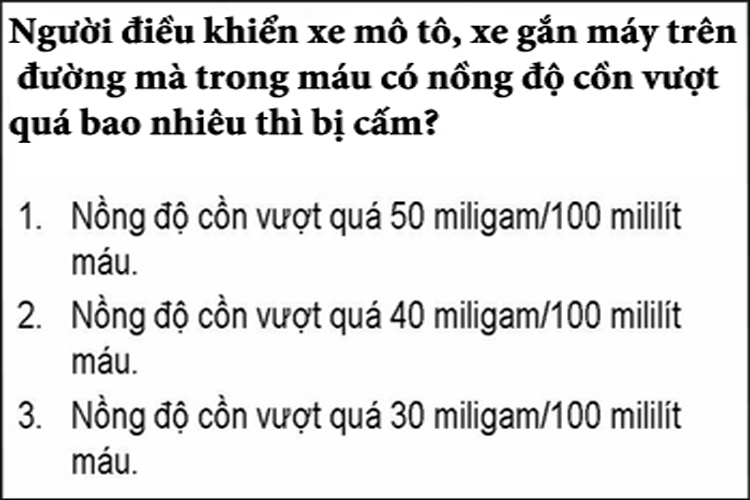 Người điều khiển xe mô tô, xe gắn máy trên
đường mà trong máu có nồng độ cồn vượt
quá bao nhiêu thì bị cấm?
1. Nồng độ cồn vượt quá 50 miligam/100 mililít
máu.
2. Nồng độ cồn vượt quá 40 miligam/100 mililít
máu.
3. Nồng độ cồn vượt quá 30 miligam/100 mililít
máu.